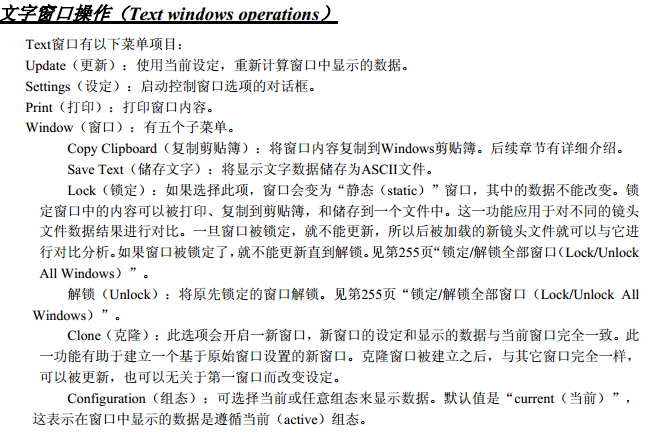 文字窗口操作（Text windows operations）
Text窗口有以下菜单项目：
Update（更新）：使用当前设定，重新计算窗口中显示的数据。
Settings（设定）：启动控制窗口选项的对话框。
Print（打印）：打印窗口内容。
Window（窗口）：有五个子菜单。
Copy Clipboard（复制剪贴簿）：将窗口内容复制到Windows剪贴簿。后续章节有详细介绍。
Save Text（储存文字）：将显示文字数据储存为ASCII文件。
Lock（锁定）：如果选择此项，窗口会变为“静态（static）”窗口，其中的数据不能改变。锁
定窗口中的内容可以被打印、复制到剪贴簿，和储存到一个文件中。这一功能应用于对不同的镜头
文件数据结果进行对比。一旦窗口被锁定，就不能更新，所以后被加载的新镜头文件就可以与它进
行对比分析。如果窗口被锁定了，就不能更新直到解锁。见第255页“锁定/解锁全部窗口（Lock/Unlock
All Windows）”。
解锁（Unlock）：将原先锁定的窗口解锁。见第255页“锁定/解锁全部窗口（Lock/Unlock All
Windows）”。
Clone（克隆）：此选项会开启一新窗口，新窗口的设定和显示的数据与当前窗口完全一致。此
一功能有助于建立一个基于原始窗口设置的新窗口。克隆窗口被建立之后，与其它窗口完全一样，
可以被更新，也可以无关于第一窗口而改变设定。
Configuration（组态）：可选择当前或任意组态来显示数据。默认值是“current（当前）”，
这表示在窗口中显示的数据是遵循当前（active）组态。